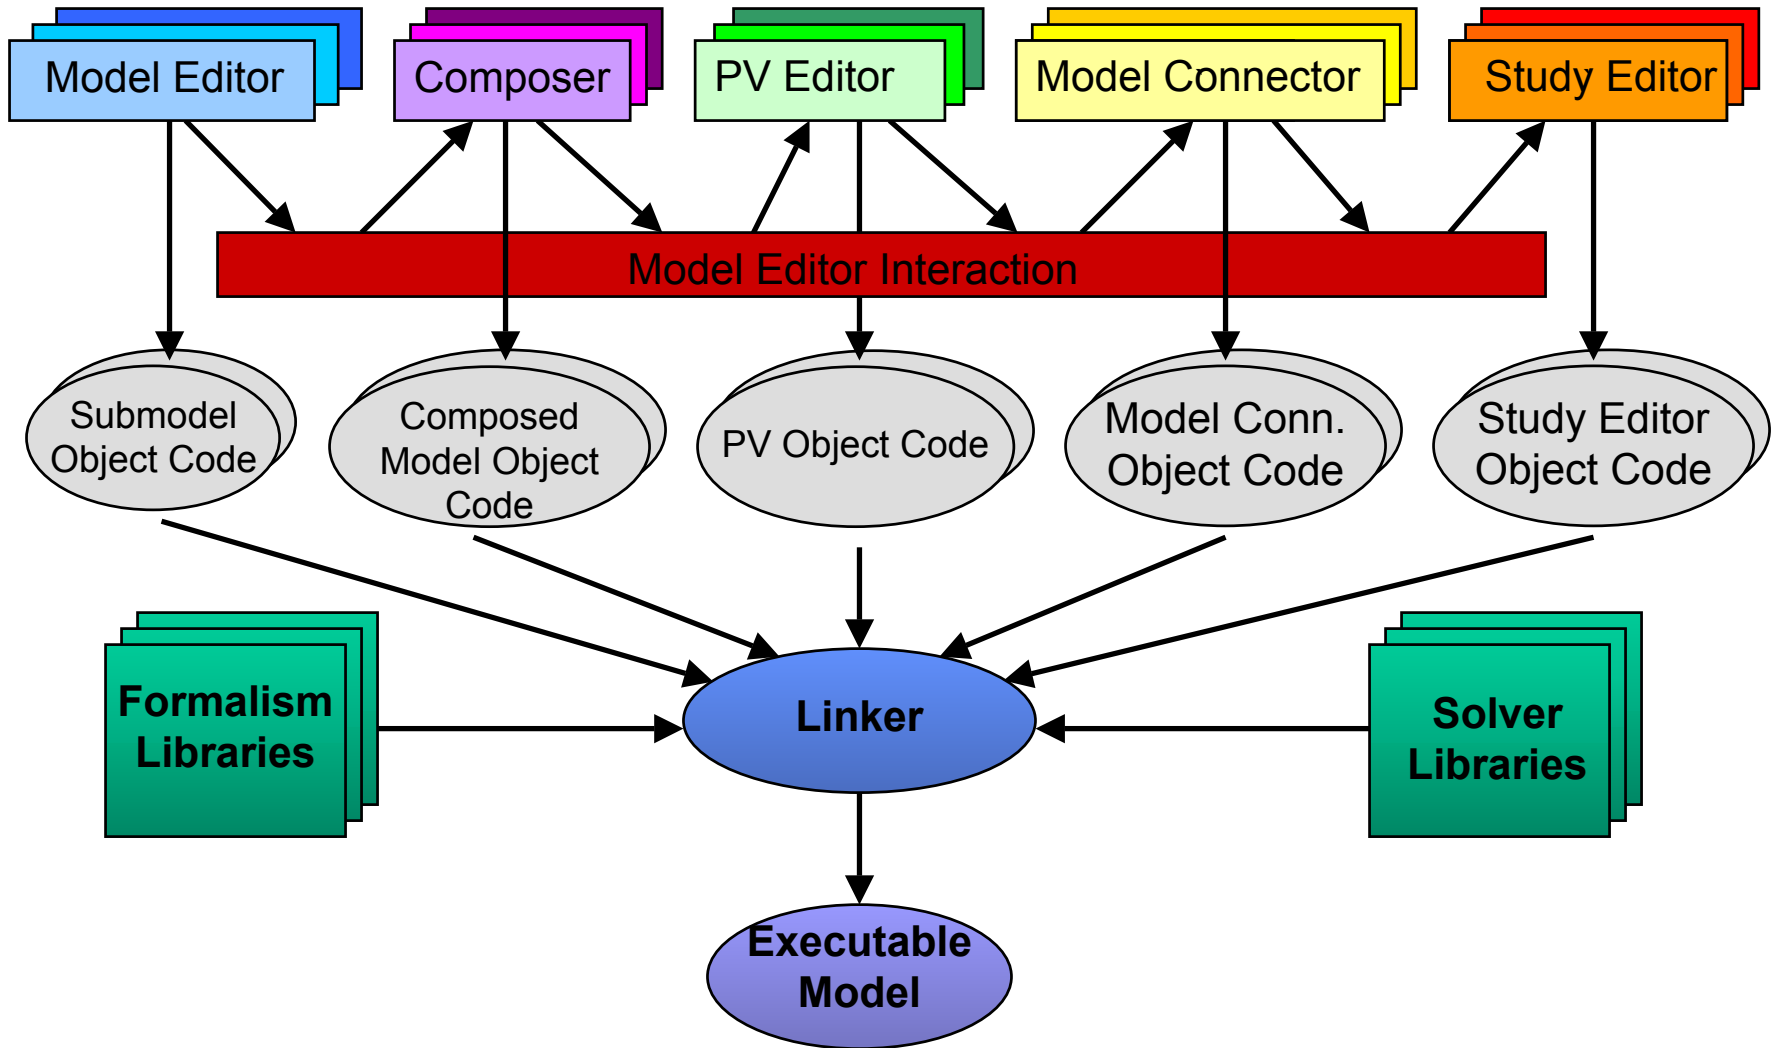 Model Editor
Composer
PV Editor
Model Connector
Study Editor
Model Editor Interaction
Submodel
Object Code
Composed
Model Object
Code
PV Object Code
Model Conn.
Object Code
Study Editor
Object Code
Formalism
Libraries
Linker
Solver
Libraries
Executable
Model